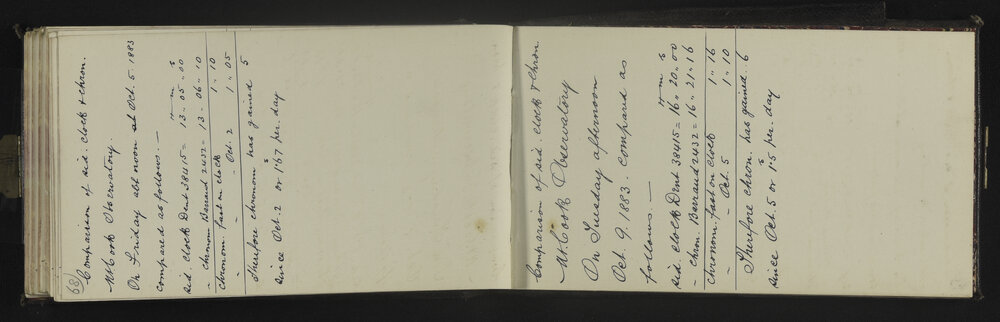 68
Comparison of sid. clock & chron.
Mt Cook Observatory.
On Friday abt noon Oct. 5. 1883
compared as follows. —
h m s
sid. clock Dent 38415 = 13 - 05 - 00
- chronom Barraud 2432 = 13 - 06 - 10
chronom. fast on clock 1 - 10
" - Oct. 2 1 - 05
Therefore chronom has gained 5
since Oct. 2 or 1.67 s per. day
Comparison of sid. clock & chron.
Mt. Cook Observatory
On Tuesday afternoon
Oct. 9. 1883. compared as
follows —
h m s
sid. clock Dent 38415 = 16 - 20 - 00
- chron. Barraud 2432 = 16 - 21 - 16
chronom. fast on clock 1 - 16
" - Oct. 5 1 - 10
Therefore chron. has gained 6
since Oct. 5 or 1.5 s per. day